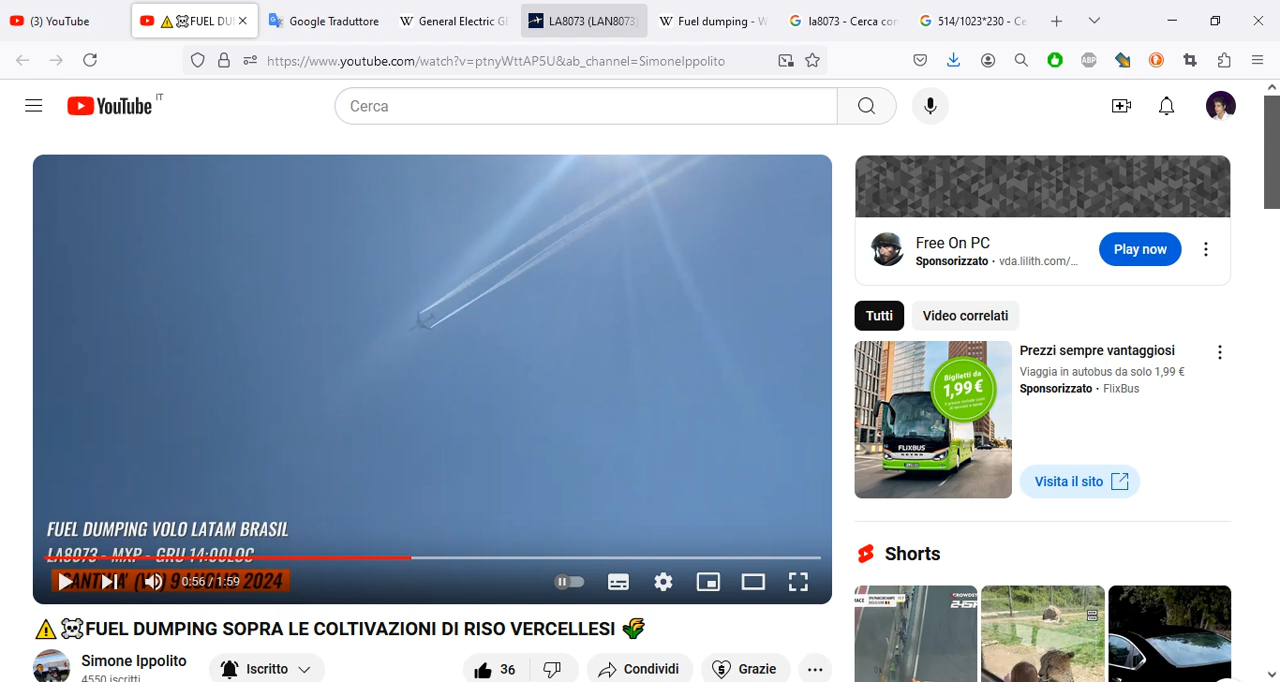 (3) YouTube
FUEL DU
Google Traduttore
General Electric G
LA8073 (LAN8073)
Fuel dumping - W
la8073 - Cerca co
514/1023*230 - Ce
https://www.youtube.com/watch?v=ptnyWttAP5U&ab_channel=SimoneIppolito
ABP
YouTube IT
Cerca
FUEL DUMPING VOLO LATAM BRASIL
LA8073 - MXP - GRU 14:00LOC
2024
0:56 / 1:59
FUEL DUMPING SOPRA LE COLTIVAZIONI DI RISO VERCELLESI
Simone Ippolito
4550 iscritti
Iscritto
36
Condividi
Grazie
Free On PC
Sponsorizzato · vda.lilith.com/...
Play now
Tutti
Video correlati
Biglietti da
1,99 €
FLIXBUS
Prezzi sempre vantaggiosi
Viaggia in autobus da solo 1,99 €
Sponsorizzato · FlixBus
Visita il sito
Shorts